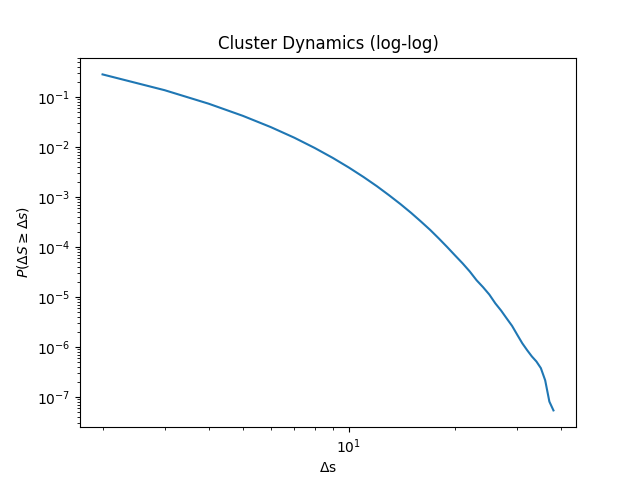 Cluster Dynamics (log-log)
P(ΔS ≥ Δs)
10⁻¹
10⁻²
10⁻³
10⁻⁴
10⁻⁵
10⁻⁶
10⁻⁷
10¹
Δs